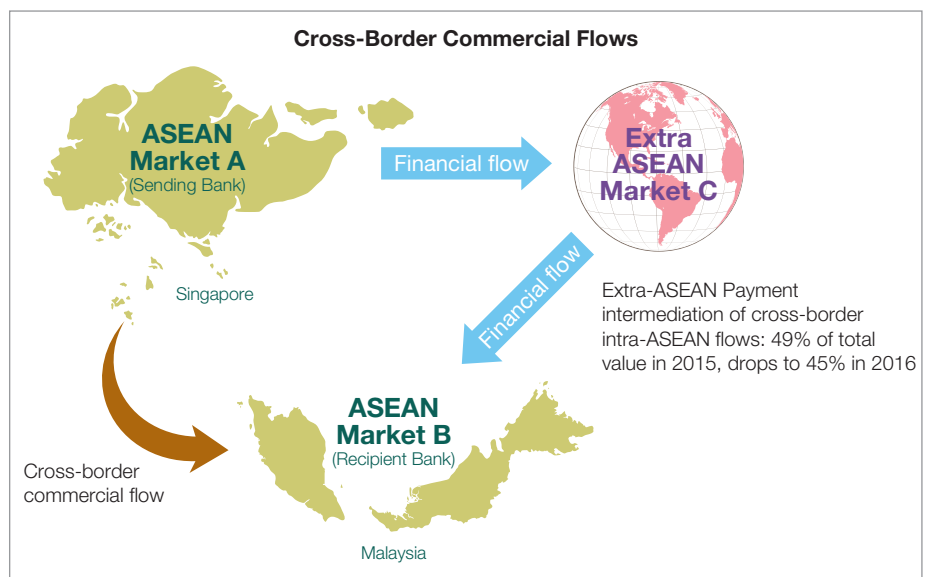 Cross-Border Commercial Flows
ASEAN
Market A
(Sending Bank)
Financial flow
Extra
ASEAN
Market C
Financial flow
Singapore
Extra-ASEAN Payment
intermediation of cross-border
intra-ASEAN flows: 49% of total
value in 2015, drops to 45% in 2016
ASEAN
Market B
(Recipient Bank)
Cross-border
commercial flow
Malaysia